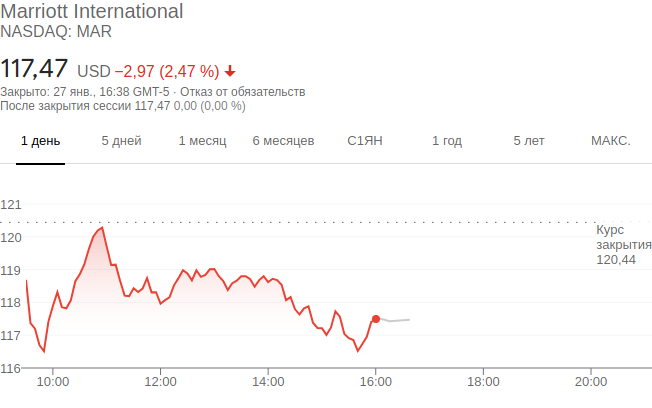 Marriott International
NASDAQ: MAR
117,47 USD −2,97 (2,47 %)
Закрыто: 27 янв., 16:38 GMT-5 · Отказ от обязательств
После закрытия сессии 117,47 0,00 (0,00 %)
1 день 5 дней 1 месяц 6 месяцев С1ЯН 1 год 5 лет МАКС.
121
120
119
118
117
116
Курс
закрытия
120,44
10:00 12:00 14:00 16:00 18:00 20:00